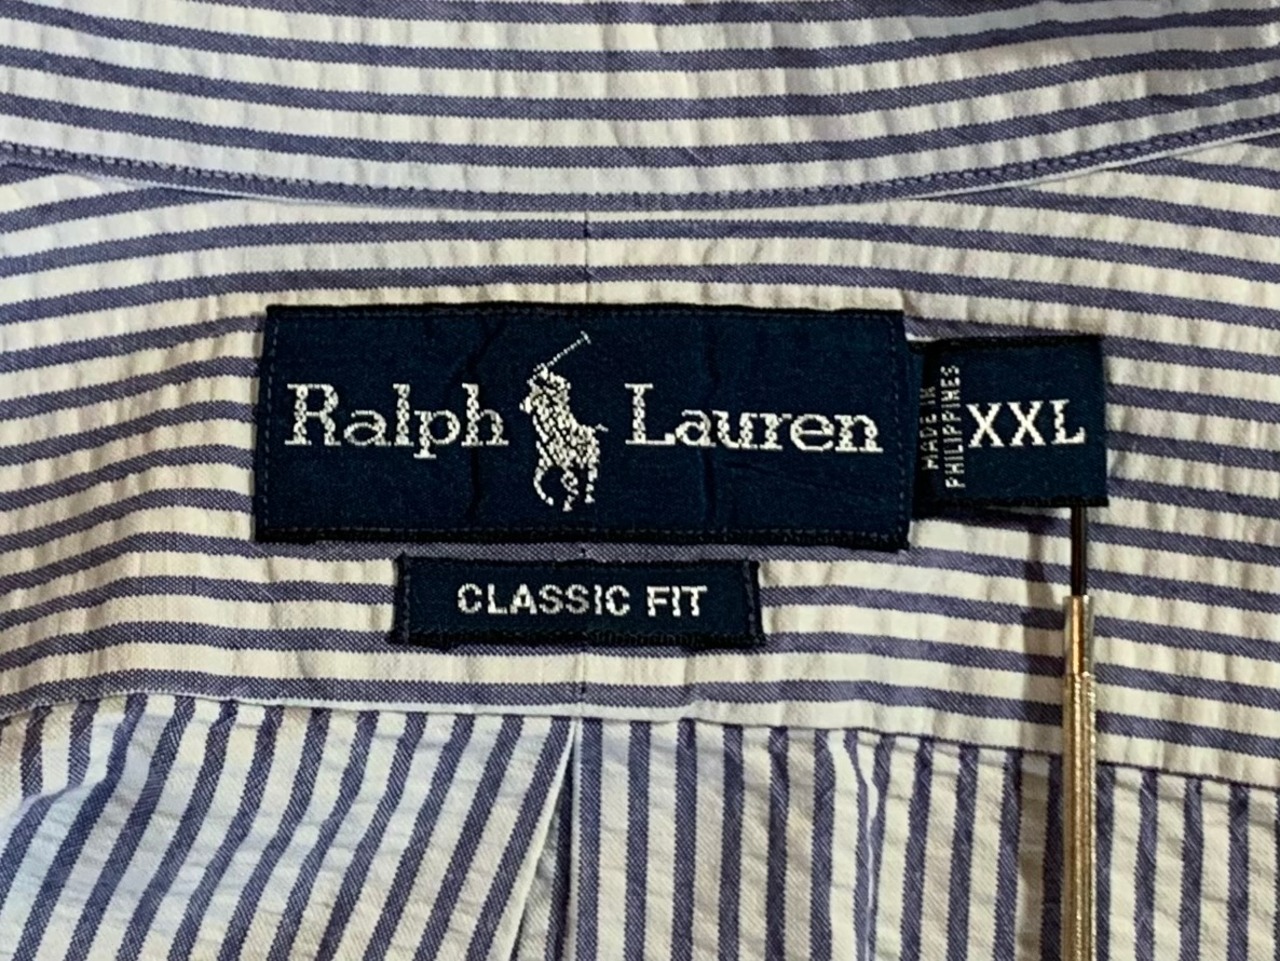 Ralph Lauren
MADE IN
PHILIPPINES
XXL
CLASSIC FIT